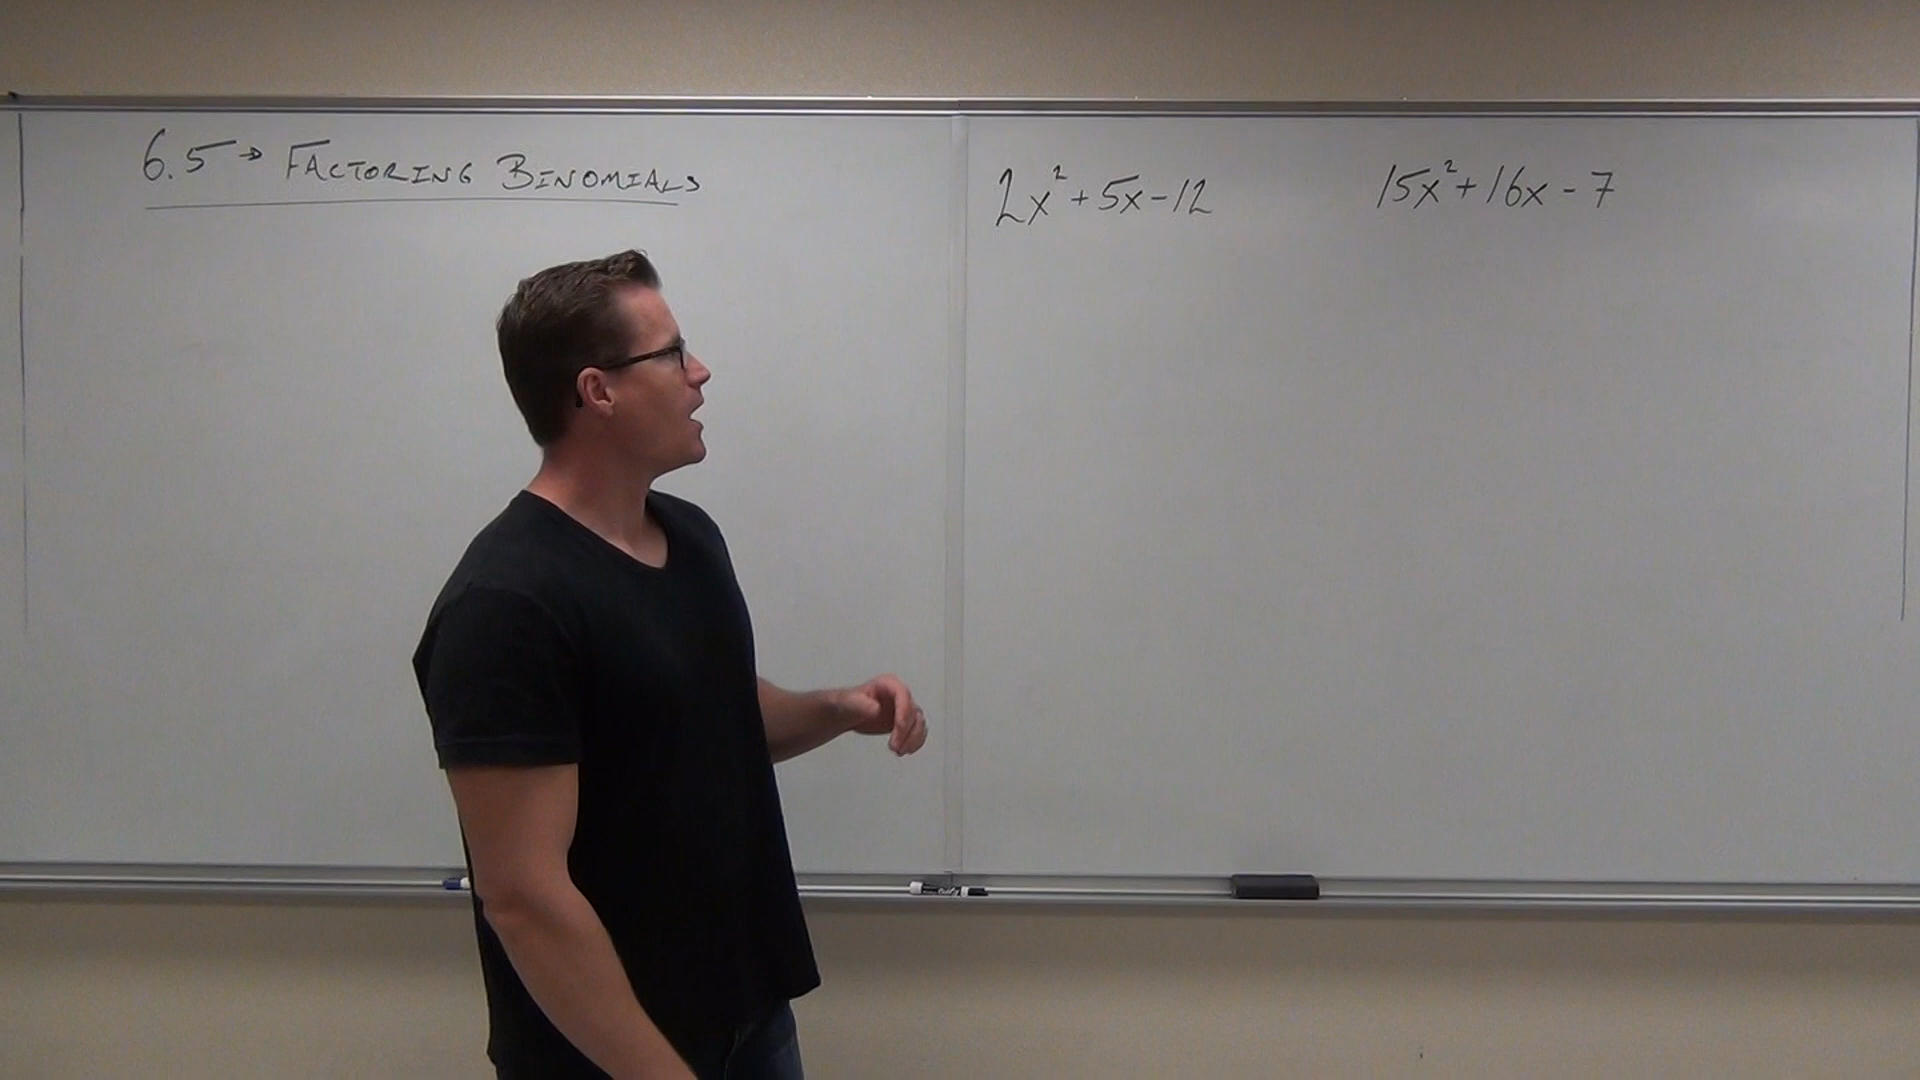 6.5 → FACTORING BINOMIALS
2x² + 5x - 12
15x² + 16x - 7